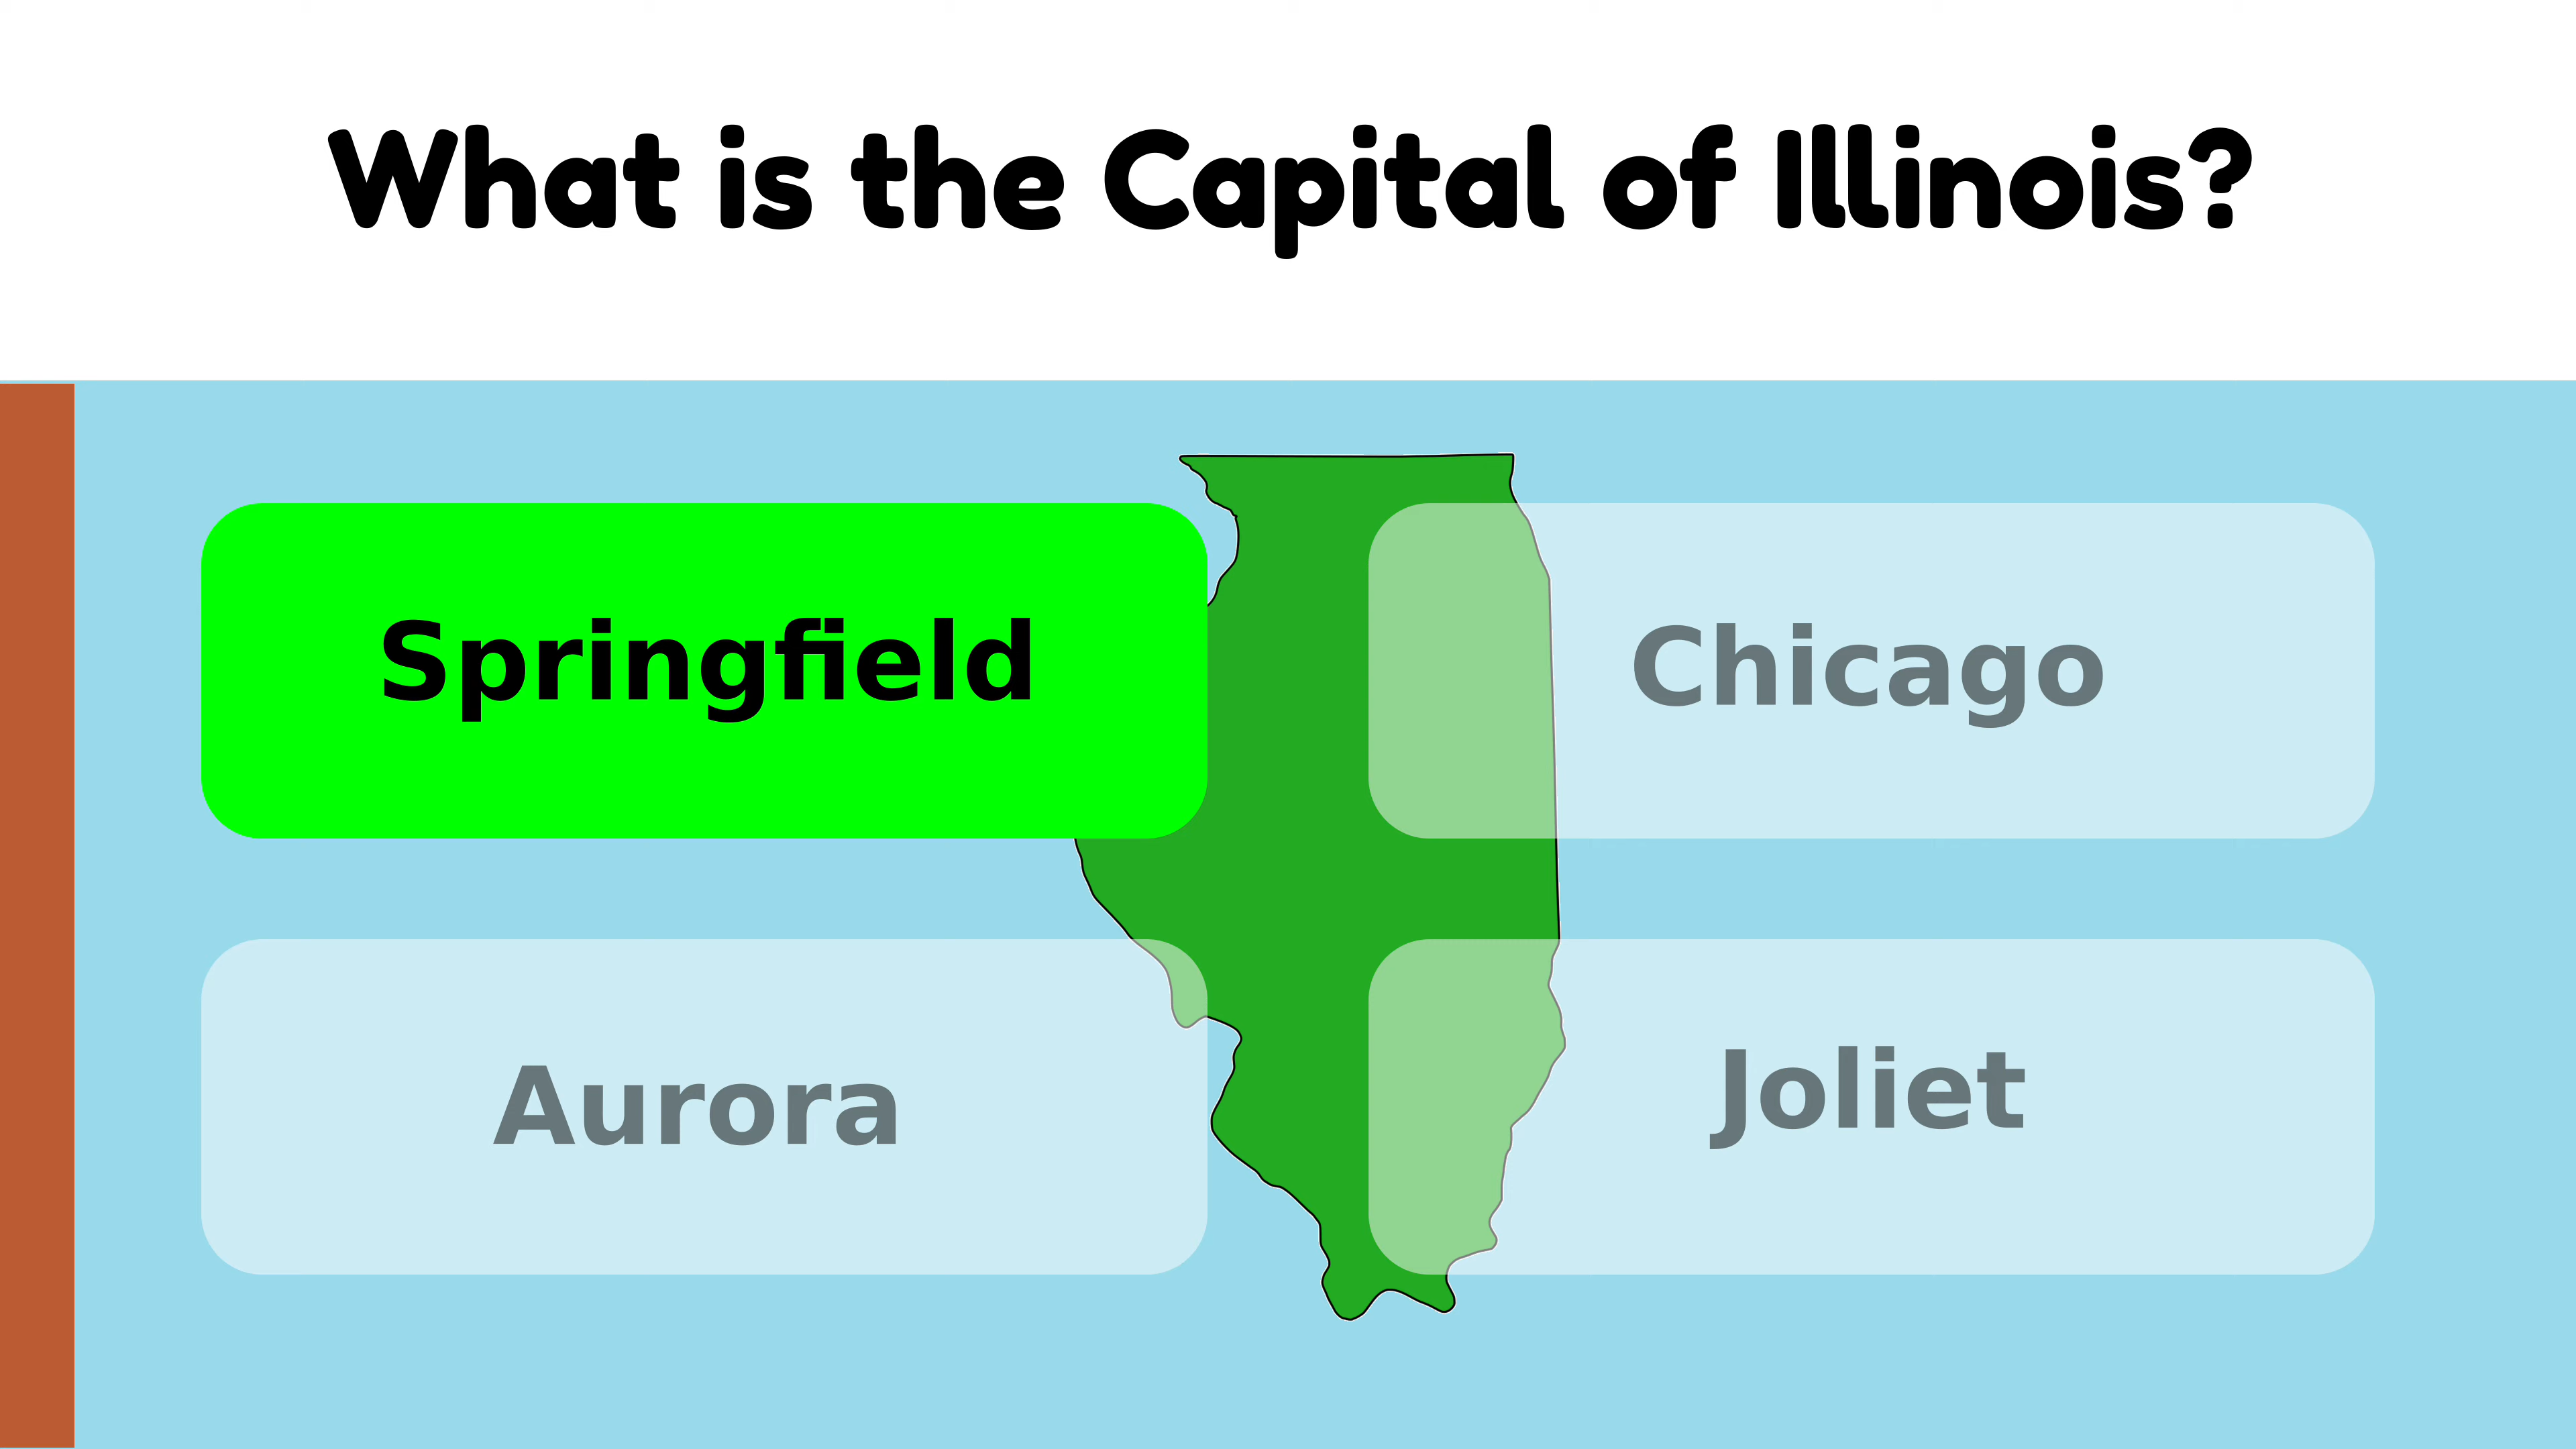 What is the Capital of Illinois?
Springfield
Chicago
Aurora
Joliet